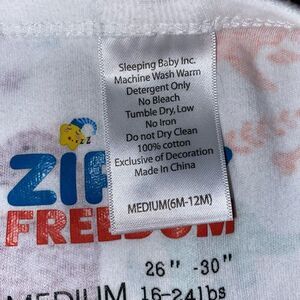 Sleeping Baby Inc.
Machine Wash Warm
Detergent Only
No Bleach
Tumble Dry, Low
No Iron
Do not Dry Clean
100% cotton
Exclusive of Decoration
Made In China
MEDIUM(6M-12M)
zz
FREEDOM
26" -30"
MEDIUM 16-24lbs